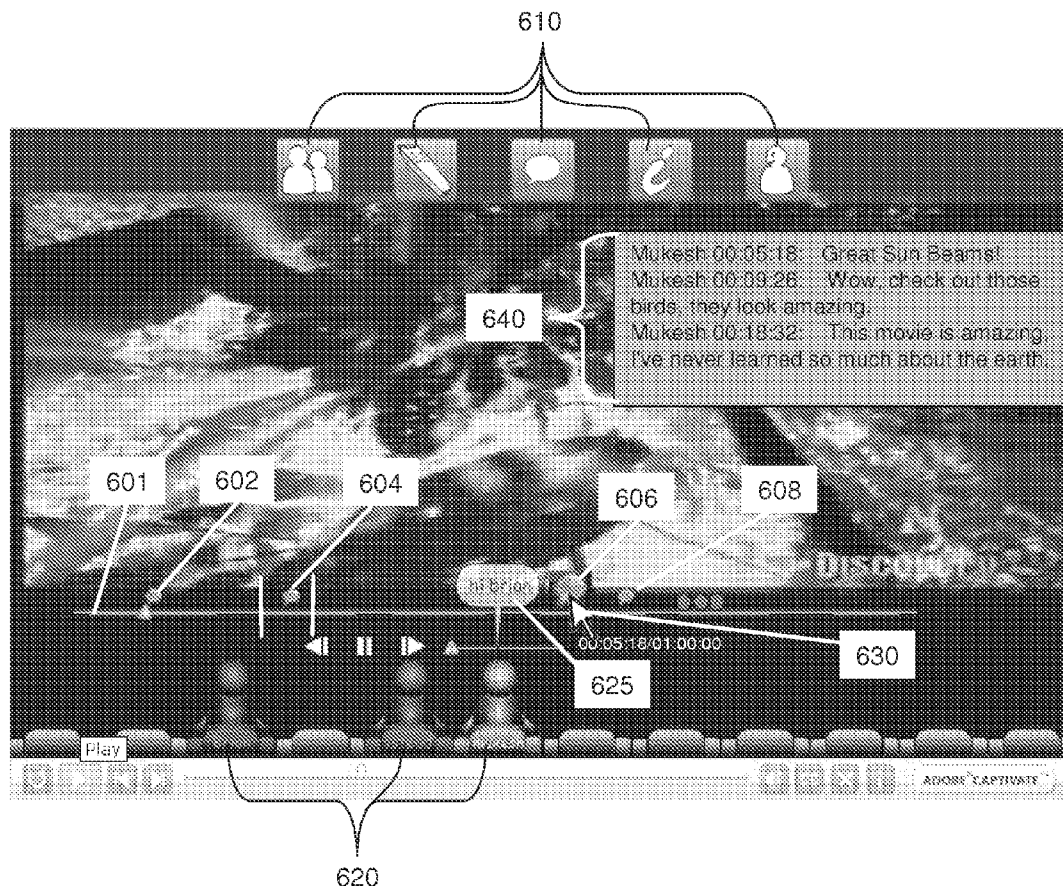 610
Mukesh 00:05:18: Great Sun Beams!
Mukesh 00:09:26: Wow, check out those
birds, they look amazing.
Mukesh 00:18:32: This movie is amazing,
I've never learned so much about the earth
640
601
602
604
606
608
hi brian
00:05:18/01:00:00
630
625
Play
ADOBE CAPTIVATE
620